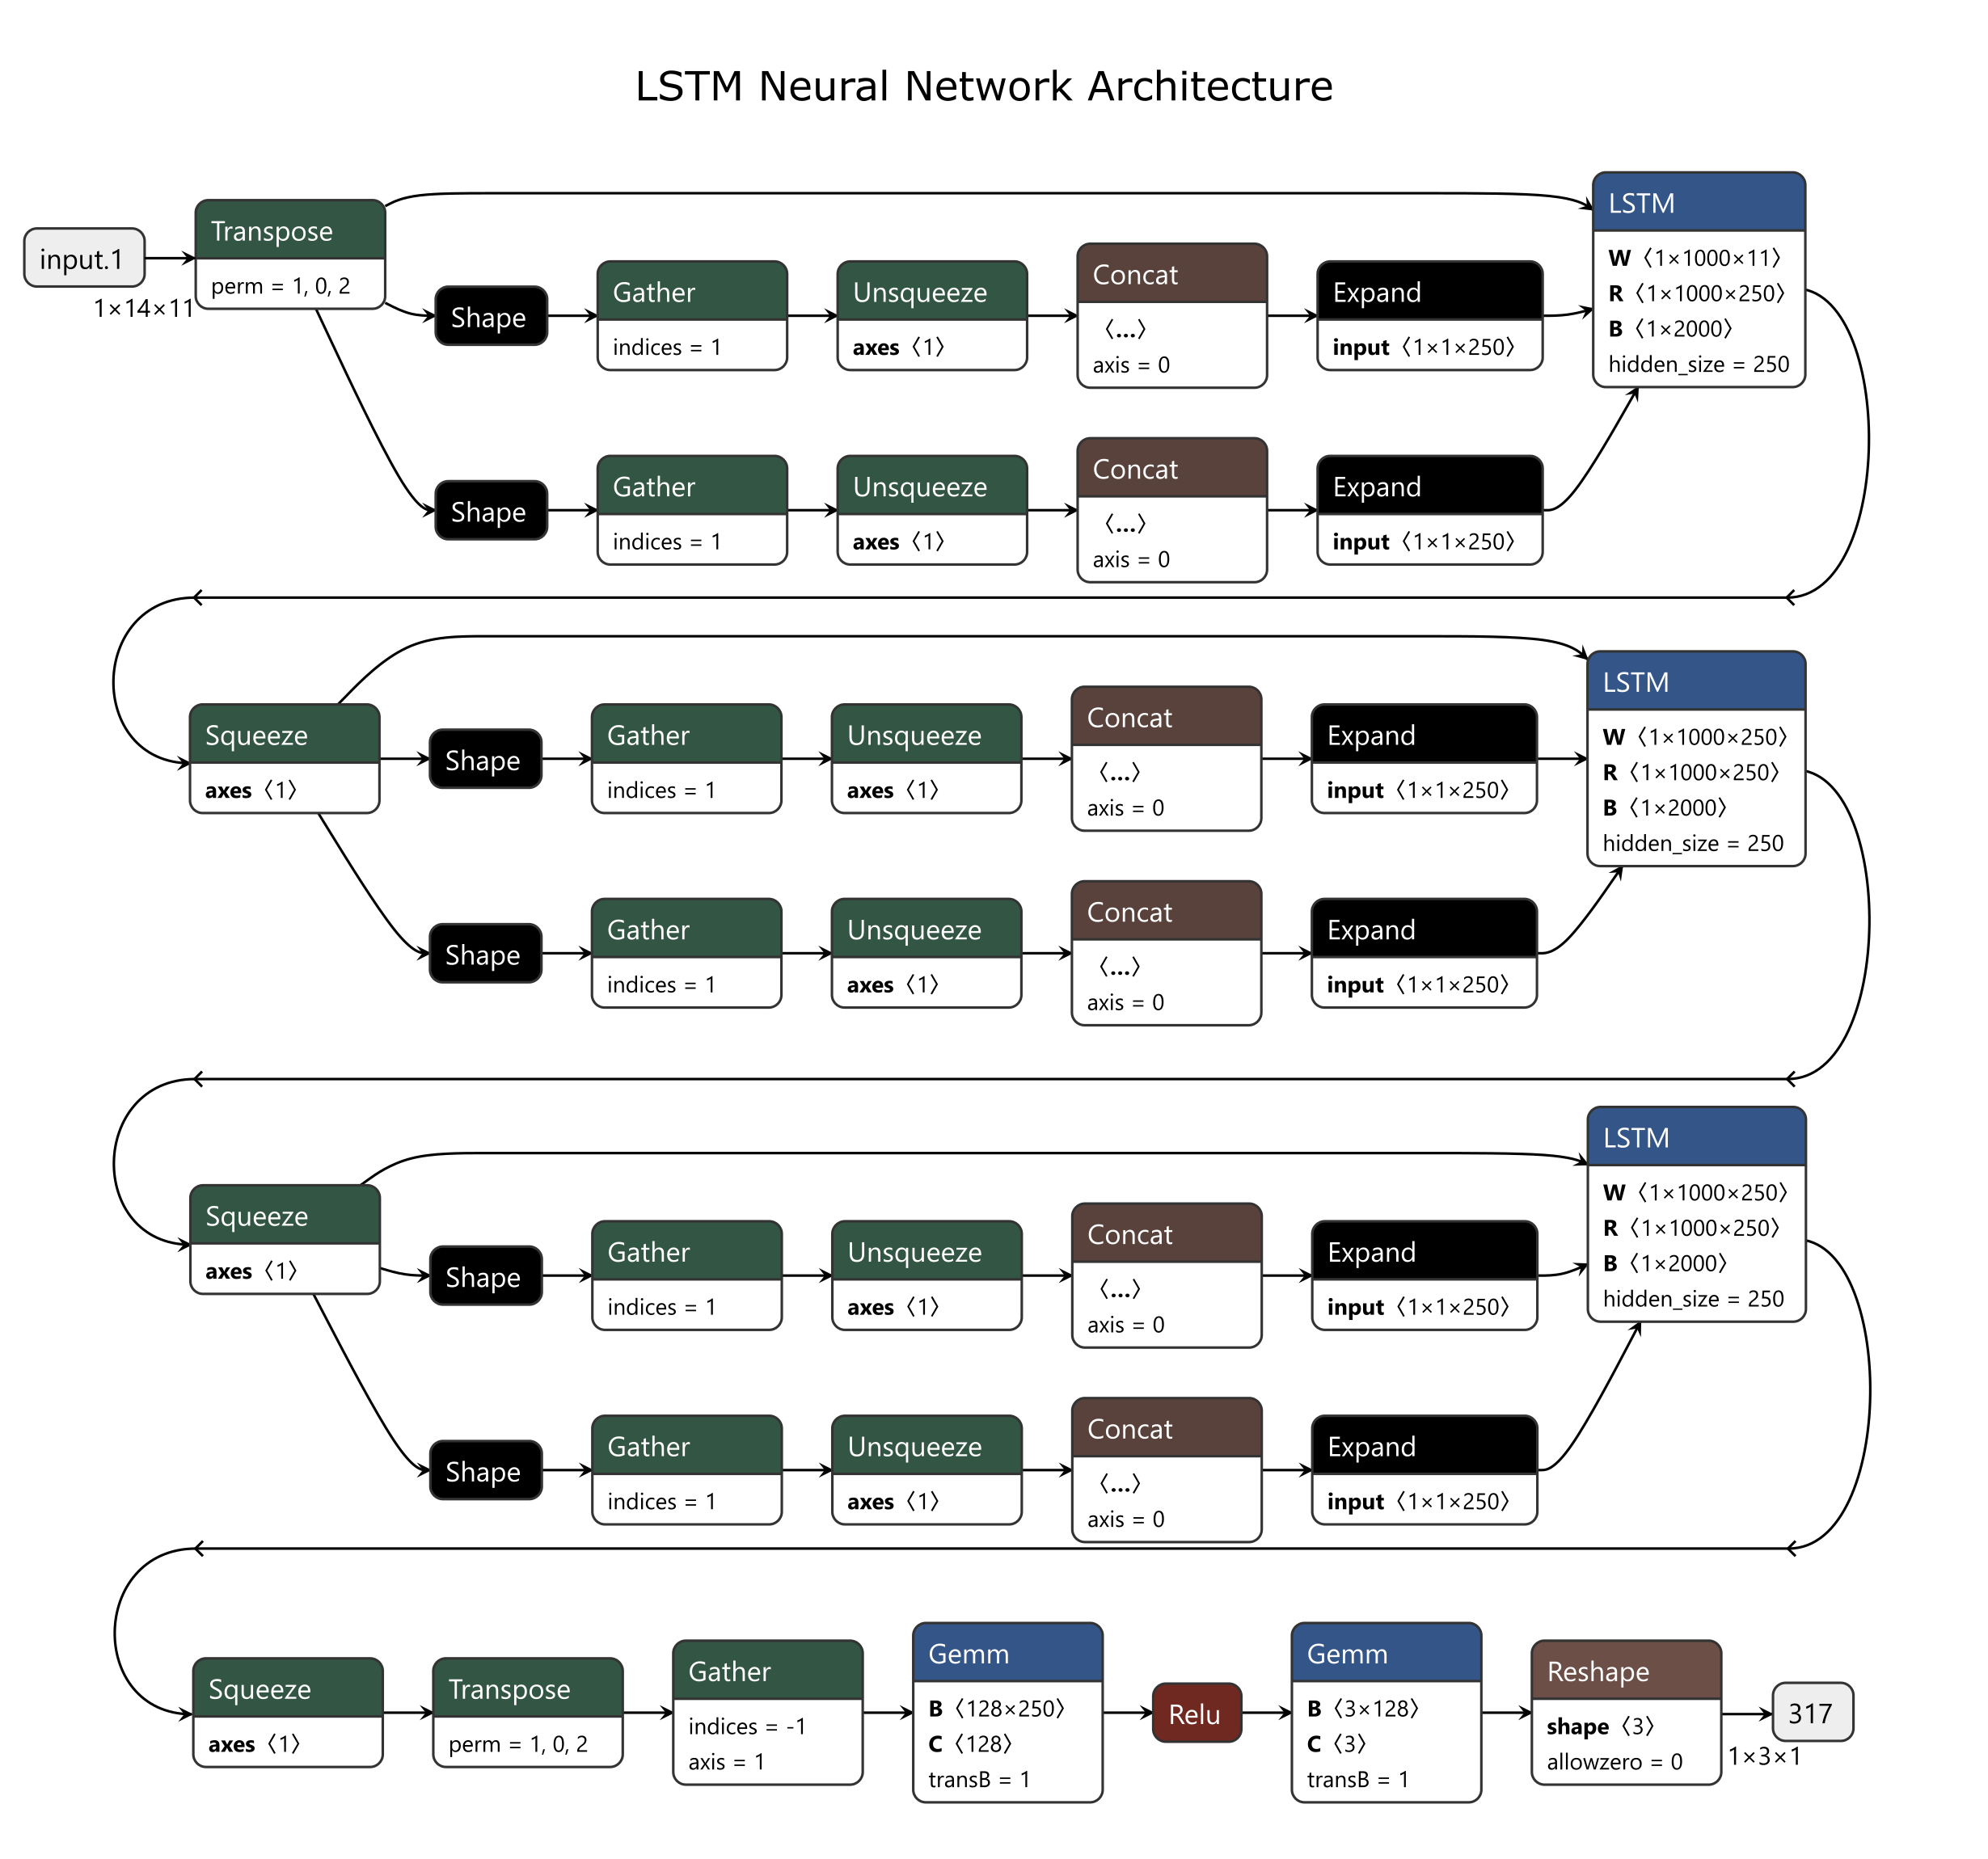 LSTM Neural Network Architecture
input.1
1×14×11
Transpose
perm = 1, 0, 2
Shape
Gather
indices = 1
Unsqueeze
axes 〈1〉
Concat
〈...〉
axis = 0
Expand
input 〈1×1×250〉
LSTM
W 〈1×1000×11〉
R 〈1×1000×250〉
B 〈1×2000〉
hidden_size = 250
Shape
Gather
indices = 1
Unsqueeze
axes 〈1〉
Concat
〈...〉
axis = 0
Expand
input 〈1×1×250〉
Squeeze
axes 〈1〉
Shape
Gather
indices = 1
Unsqueeze
axes 〈1〉
Concat
〈...〉
axis = 0
Expand
input 〈1×1×250〉
LSTM
W 〈1×1000×250〉
R 〈1×1000×250〉
B 〈1×2000〉
hidden_size = 250
Shape
Gather
indices = 1
Unsqueeze
axes 〈1〉
Concat
〈...〉
axis = 0
Expand
input 〈1×1×250〉
Squeeze
axes 〈1〉
Shape
Gather
indices = 1
Unsqueeze
axes 〈1〉
Concat
〈...〉
axis = 0
Expand
input 〈1×1×250〉
LSTM
W 〈1×1000×250〉
R 〈1×1000×250〉
B 〈1×2000〉
hidden_size = 250
Shape
Gather
indices = 1
Unsqueeze
axes 〈1〉
Concat
〈...〉
axis = 0
Expand
input 〈1×1×250〉
Squeeze
axes 〈1〉
Transpose
perm = 1, 0, 2
Gather
indices = -1
axis = 1
Gemm
B 〈128×250〉
C 〈128〉
transB = 1
Relu
Gemm
B 〈3×128〉
C 〈3〉
transB = 1
Reshape
shape 〈3〉
allowzero = 0
317
1×3×1